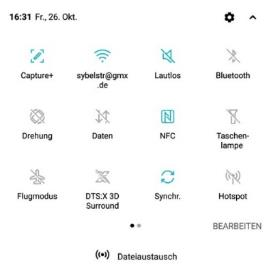 16:31 Fr., 26. Okt.
Capture+
sybelstr@gmx
.de
Lautlos
Bluetooth
Drehung
Daten
NFC
Taschen-
lampe
Flugmodus
DTS:X 3D
Surround
Synchr.
Hotspot
BEARBEITEN
Dateiaustausch